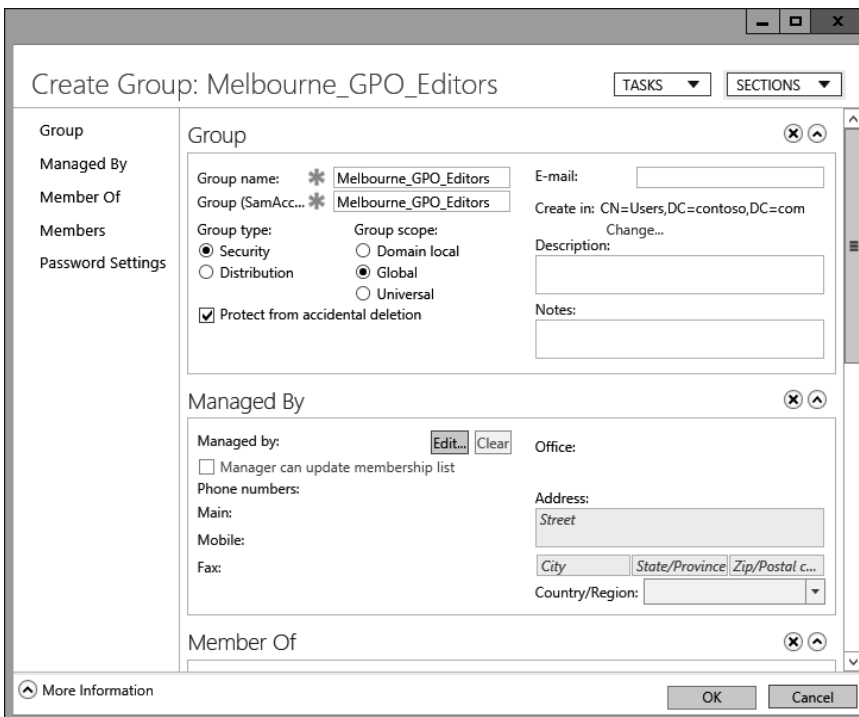 Create Group: Melbourne_GPO_Editors
TASKS
SECTIONS
Group
Managed By
Member Of
Members
Password Settings
Group
Group name:
Melbourne_GPO_Editors
Group (SamAcc...
Melbourne_GPO_Editors
Group type:
Security
Distribution
Group scope:
Domain local
Global
Universal
Protect from accidental deletion
E-mail:
Create in: CN=Users,DC=contoso,DC=com
Change...
Description:
Notes:
Managed By
Managed by:
Edit...
Clear
Manager can update membership list
Phone numbers:
Main:
Mobile:
Fax:
Office:
Address:
Street
City
State/Province
Zip/Postal c...
Country/Region:
Member Of
More Information
OK
Cancel